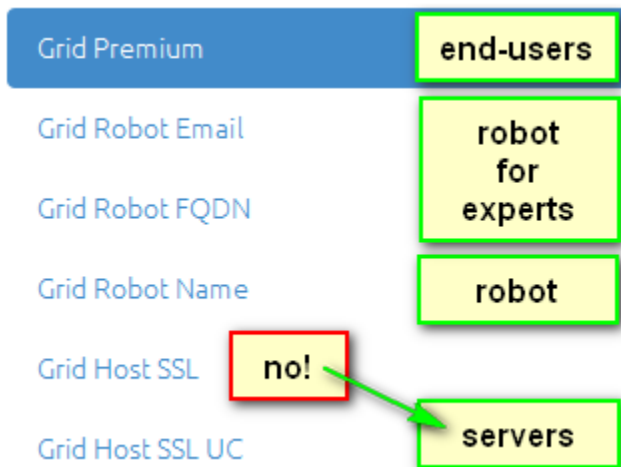 Grid Premium
end-users
Grid Robot Email
robot
for
experts
Grid Robot FQDN
Grid Robot Name
robot
Grid Host SSL
no!
servers
Grid Host SSL UC